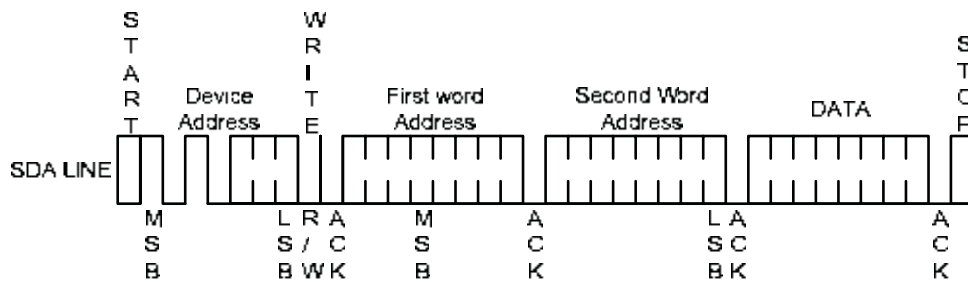 START
WRITE
STOP
Device
Address
First word
Address
Second Word
Address
DATA
SDA LINE
MSB
LSB
R/W
ACK
MSB
ACK
LSB
ACK
ACK